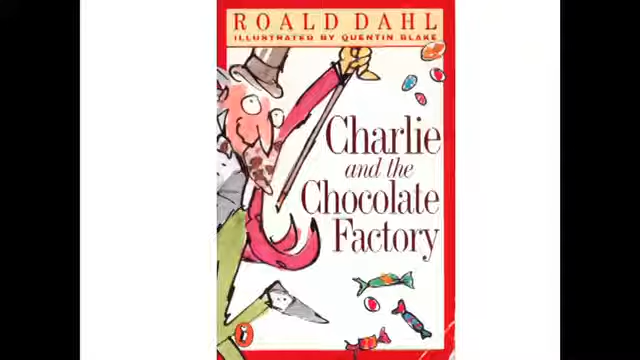 ROALD DAHL
ILLUSTRATED BY QUENTIN BLAKE
Charlie
and the
Chocolate
Factory